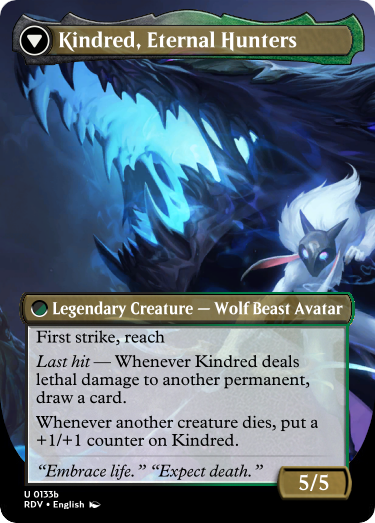 Kindred, Eternal Hunters
Legendary Creature — Wolf Beast Avatar
First strike, reach
Last hit — Whenever Kindred deals
lethal damage to another permanent,
draw a card.
Whenever another creature dies, put a
+1/+1 counter on Kindred.
“Embrace life.” “Expect death.”
5/5
U 0133b
RDV • English